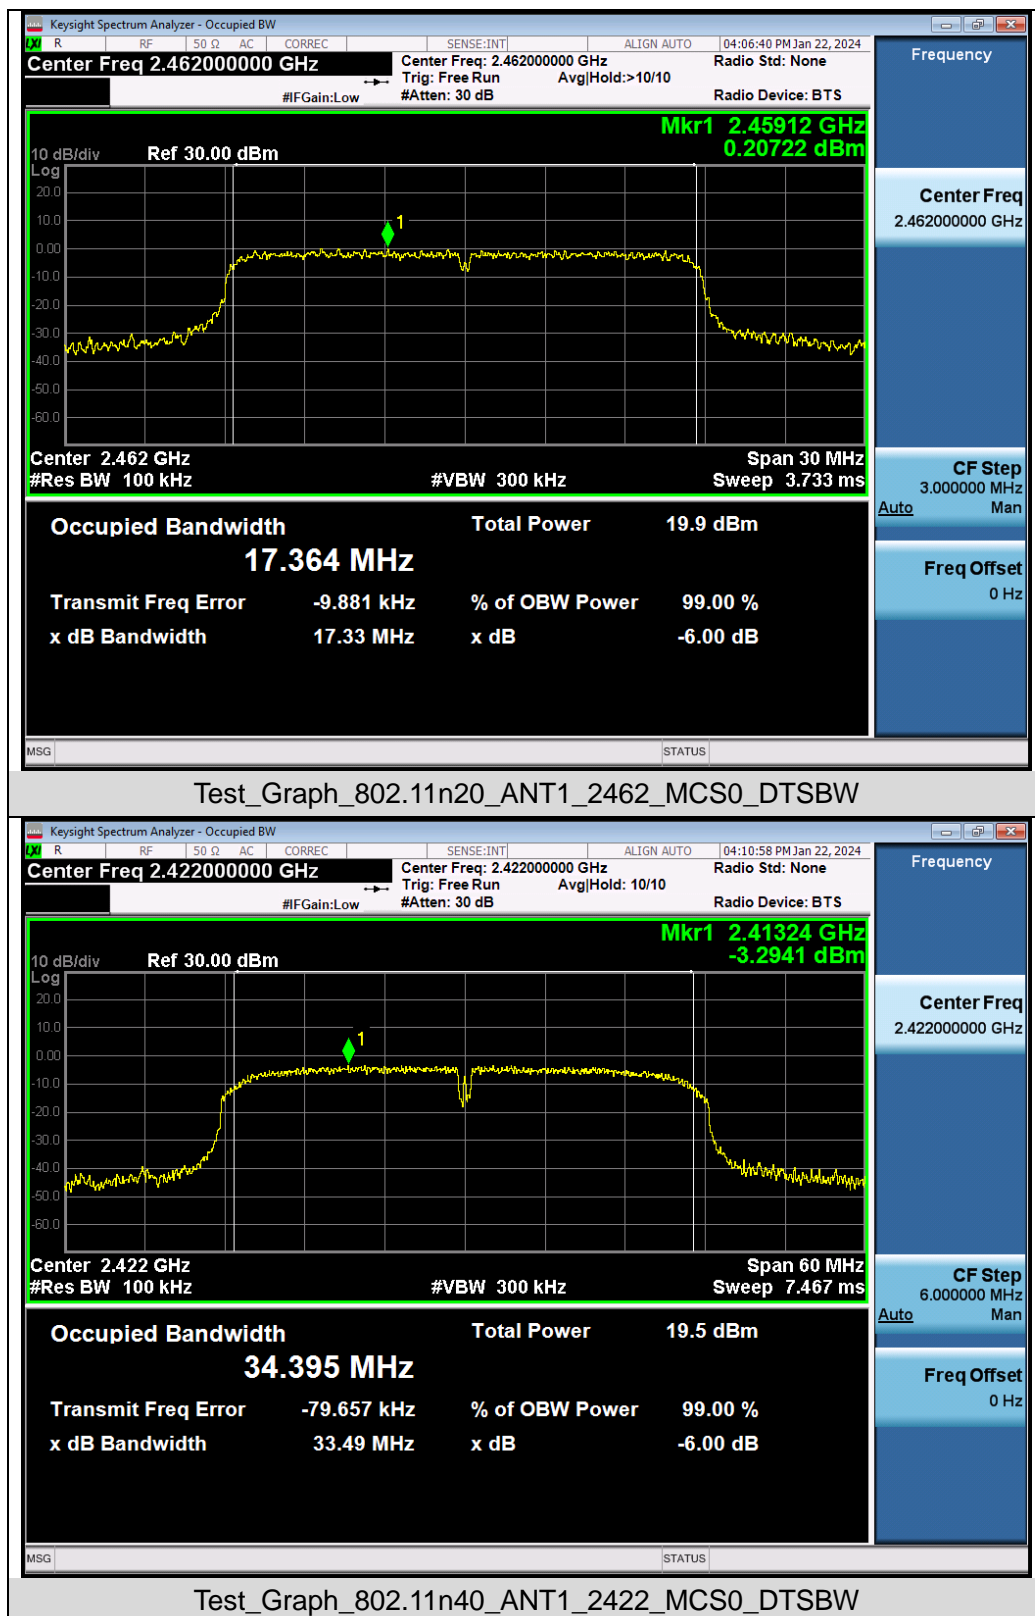 Keysight Spectrum Analyzer - Occupied BW
LXI R RF 50 Ω AC CORREC SENSE:INT ALIGN AUTO 04:06:40 PM Jan 22, 2024
Center Freq 2.462000000 GHz
Center Freq: 2.462000000 GHz Radio Std: None
Trig: Free Run Avg|Hold:>10/10
#IFGain:Low #Atten: 30 dB Radio Device: BTS
Mkr1 2.45912 GHz
0.20722 dBm
10 dB/div Ref 30.00 dBm
Log
20.0
10.0
1
0.00
-10.0
-20.0
-30.0
-40.0
-50.0
-60.0
Center 2.462 GHz Span 30 MHz
#Res BW 100 kHz #VBW 300 kHz Sweep 3.733 ms
Occupied Bandwidth Total Power 19.9 dBm
17.364 MHz
Transmit Freq Error -9.881 kHz % of OBW Power 99.00 %
x dB Bandwidth 17.33 MHz x dB -6.00 dB
MSG STATUS
Frequency
Center Freq
2.462000000 GHz
CF Step
3.000000 MHz
Auto Man
Freq Offset
0 Hz
Test_Graph_802.11n20_ANT1_2462_MCS0_DTSBW
Keysight Spectrum Analyzer - Occupied BW
LXI R RF 50 Ω AC CORREC SENSE:INT ALIGN AUTO 04:10:58 PM Jan 22, 2024
Center Freq 2.422000000 GHz
Center Freq: 2.422000000 GHz Radio Std: None
Trig: Free Run Avg|Hold: 10/10
#IFGain:Low #Atten: 30 dB Radio Device: BTS
Mkr1 2.41324 GHz
-3.2941 dBm
10 dB/div Ref 30.00 dBm
Log
20.0
10.0
1
0.00
-10.0
-20.0
-30.0
-40.0
-50.0
-60.0
Center 2.422 GHz Span 60 MHz
#Res BW 100 kHz #VBW 300 kHz Sweep 7.467 ms
Occupied Bandwidth Total Power 19.5 dBm
34.395 MHz
Transmit Freq Error -79.657 kHz % of OBW Power 99.00 %
x dB Bandwidth 33.49 MHz x dB -6.00 dB
MSG STATUS
Frequency
Center Freq
2.422000000 GHz
CF Step
6.000000 MHz
Auto Man
Freq Offset
0 Hz
Test_Graph_802.11n40_ANT1_2422_MCS0_DTSBW